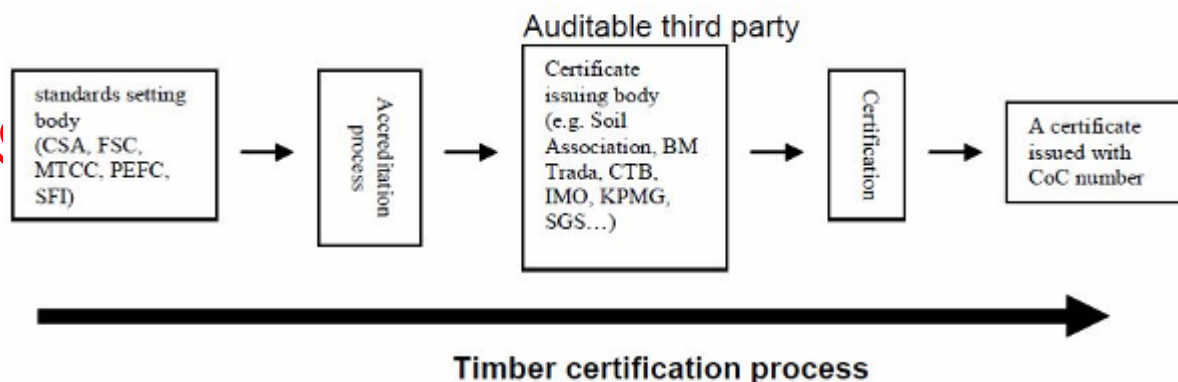 Auditable third party
standards setting
body
(CSA, FSC,
MTCC, PEFC,
SFI)
Accreditation
process
Certificate
issuing body
(e.g. Soil
Association, BM
Trada, CTB,
IMO, KPMG,
SGS...)
Certification
A certificate
issued with
CoC number
Timber certification process